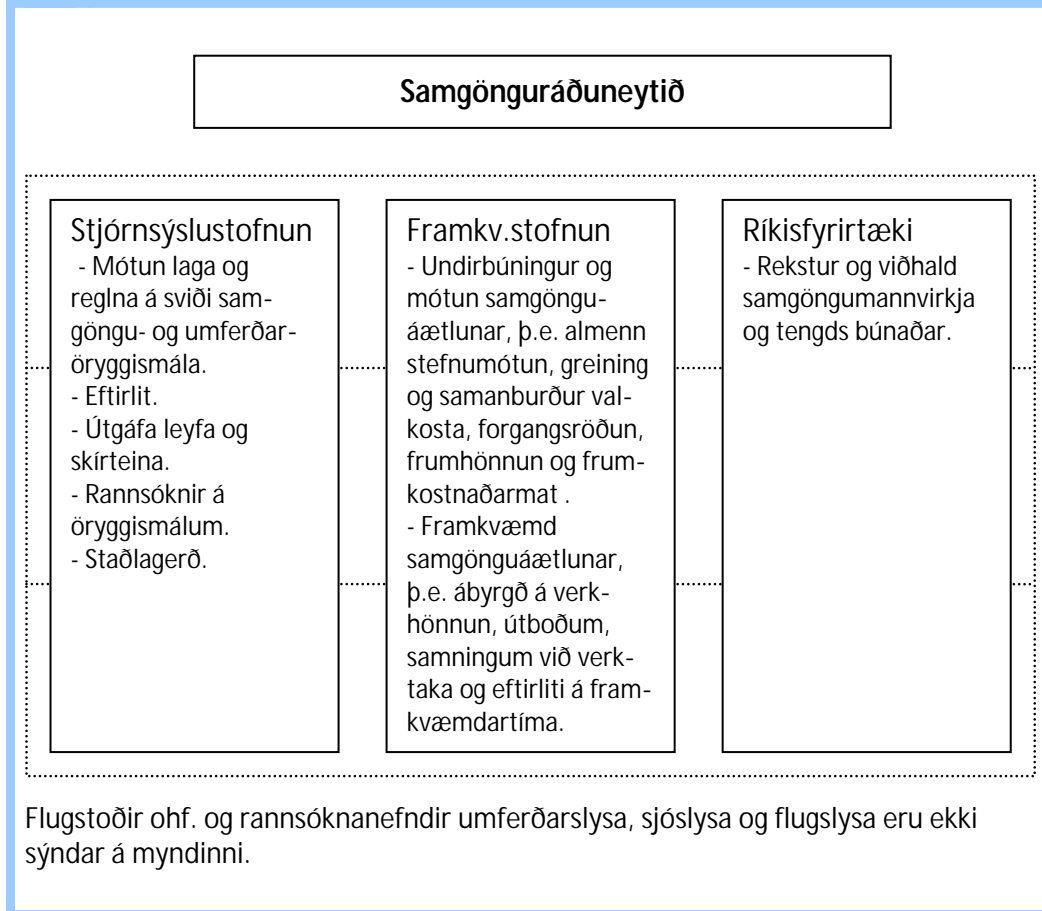 Samgönguráðuneytið
Stjórnsýslustofnun
- Mótun laga og
reglna á sviði sam-
göngu- og umferðar-
öryggismála.
- Eftirlit.
- Útgáfa leyfa og
skírteina.
- Rannsóknir á
öryggismálum.
- Staðlagerð.
Framkv.stofnun
- Undirbúningur og
mótun samgöngu-
áætlunar, þ.e. almenn
stefnumótun, greining
og samanburður val-
kosta, forgangsröðun,
frumhönnun og frum-
kostnaðarmat .
- Framkvæmd
samgönguáætlunar,
þ.e. ábyrgð á verk-
hönnun, útboðum,
samningum við verk-
taka og eftirliti á fram-
kvæmdartíma.
Ríkisfyrirtæki
- Rekstur og viðhald
samgöngumannvirkja
og tengds búnaðar.
Flugstoðir ohf. og rannsóknanefndir umferðarslysa, sjóslysa og flugslysa eru ekki
sýndar á myndinni.